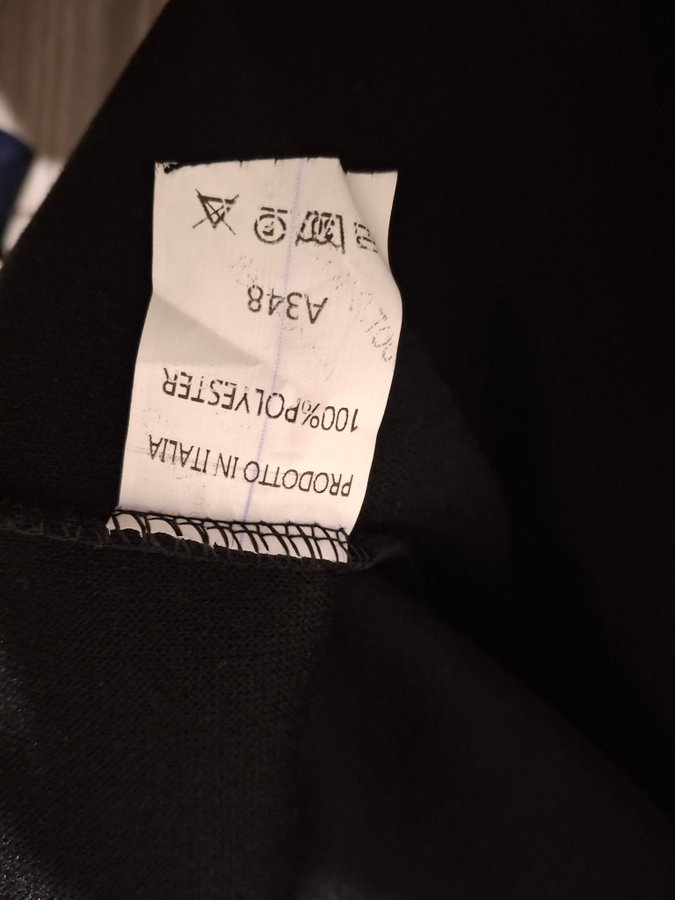 PRODOTTO IN ITALIA
100%POLYESTER
A348